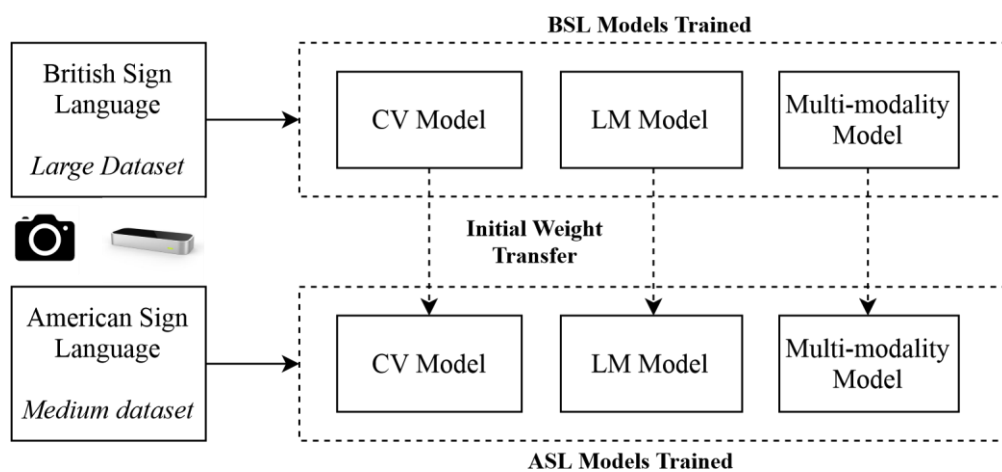 BSL Models Trained
British Sign
Language
Large Dataset
CV Model
LM Model
Multi-modality
Model
Initial Weight
Transfer
American Sign
Language
Medium dataset
CV Model
LM Model
Multi-modality
Model
ASL Models Trained